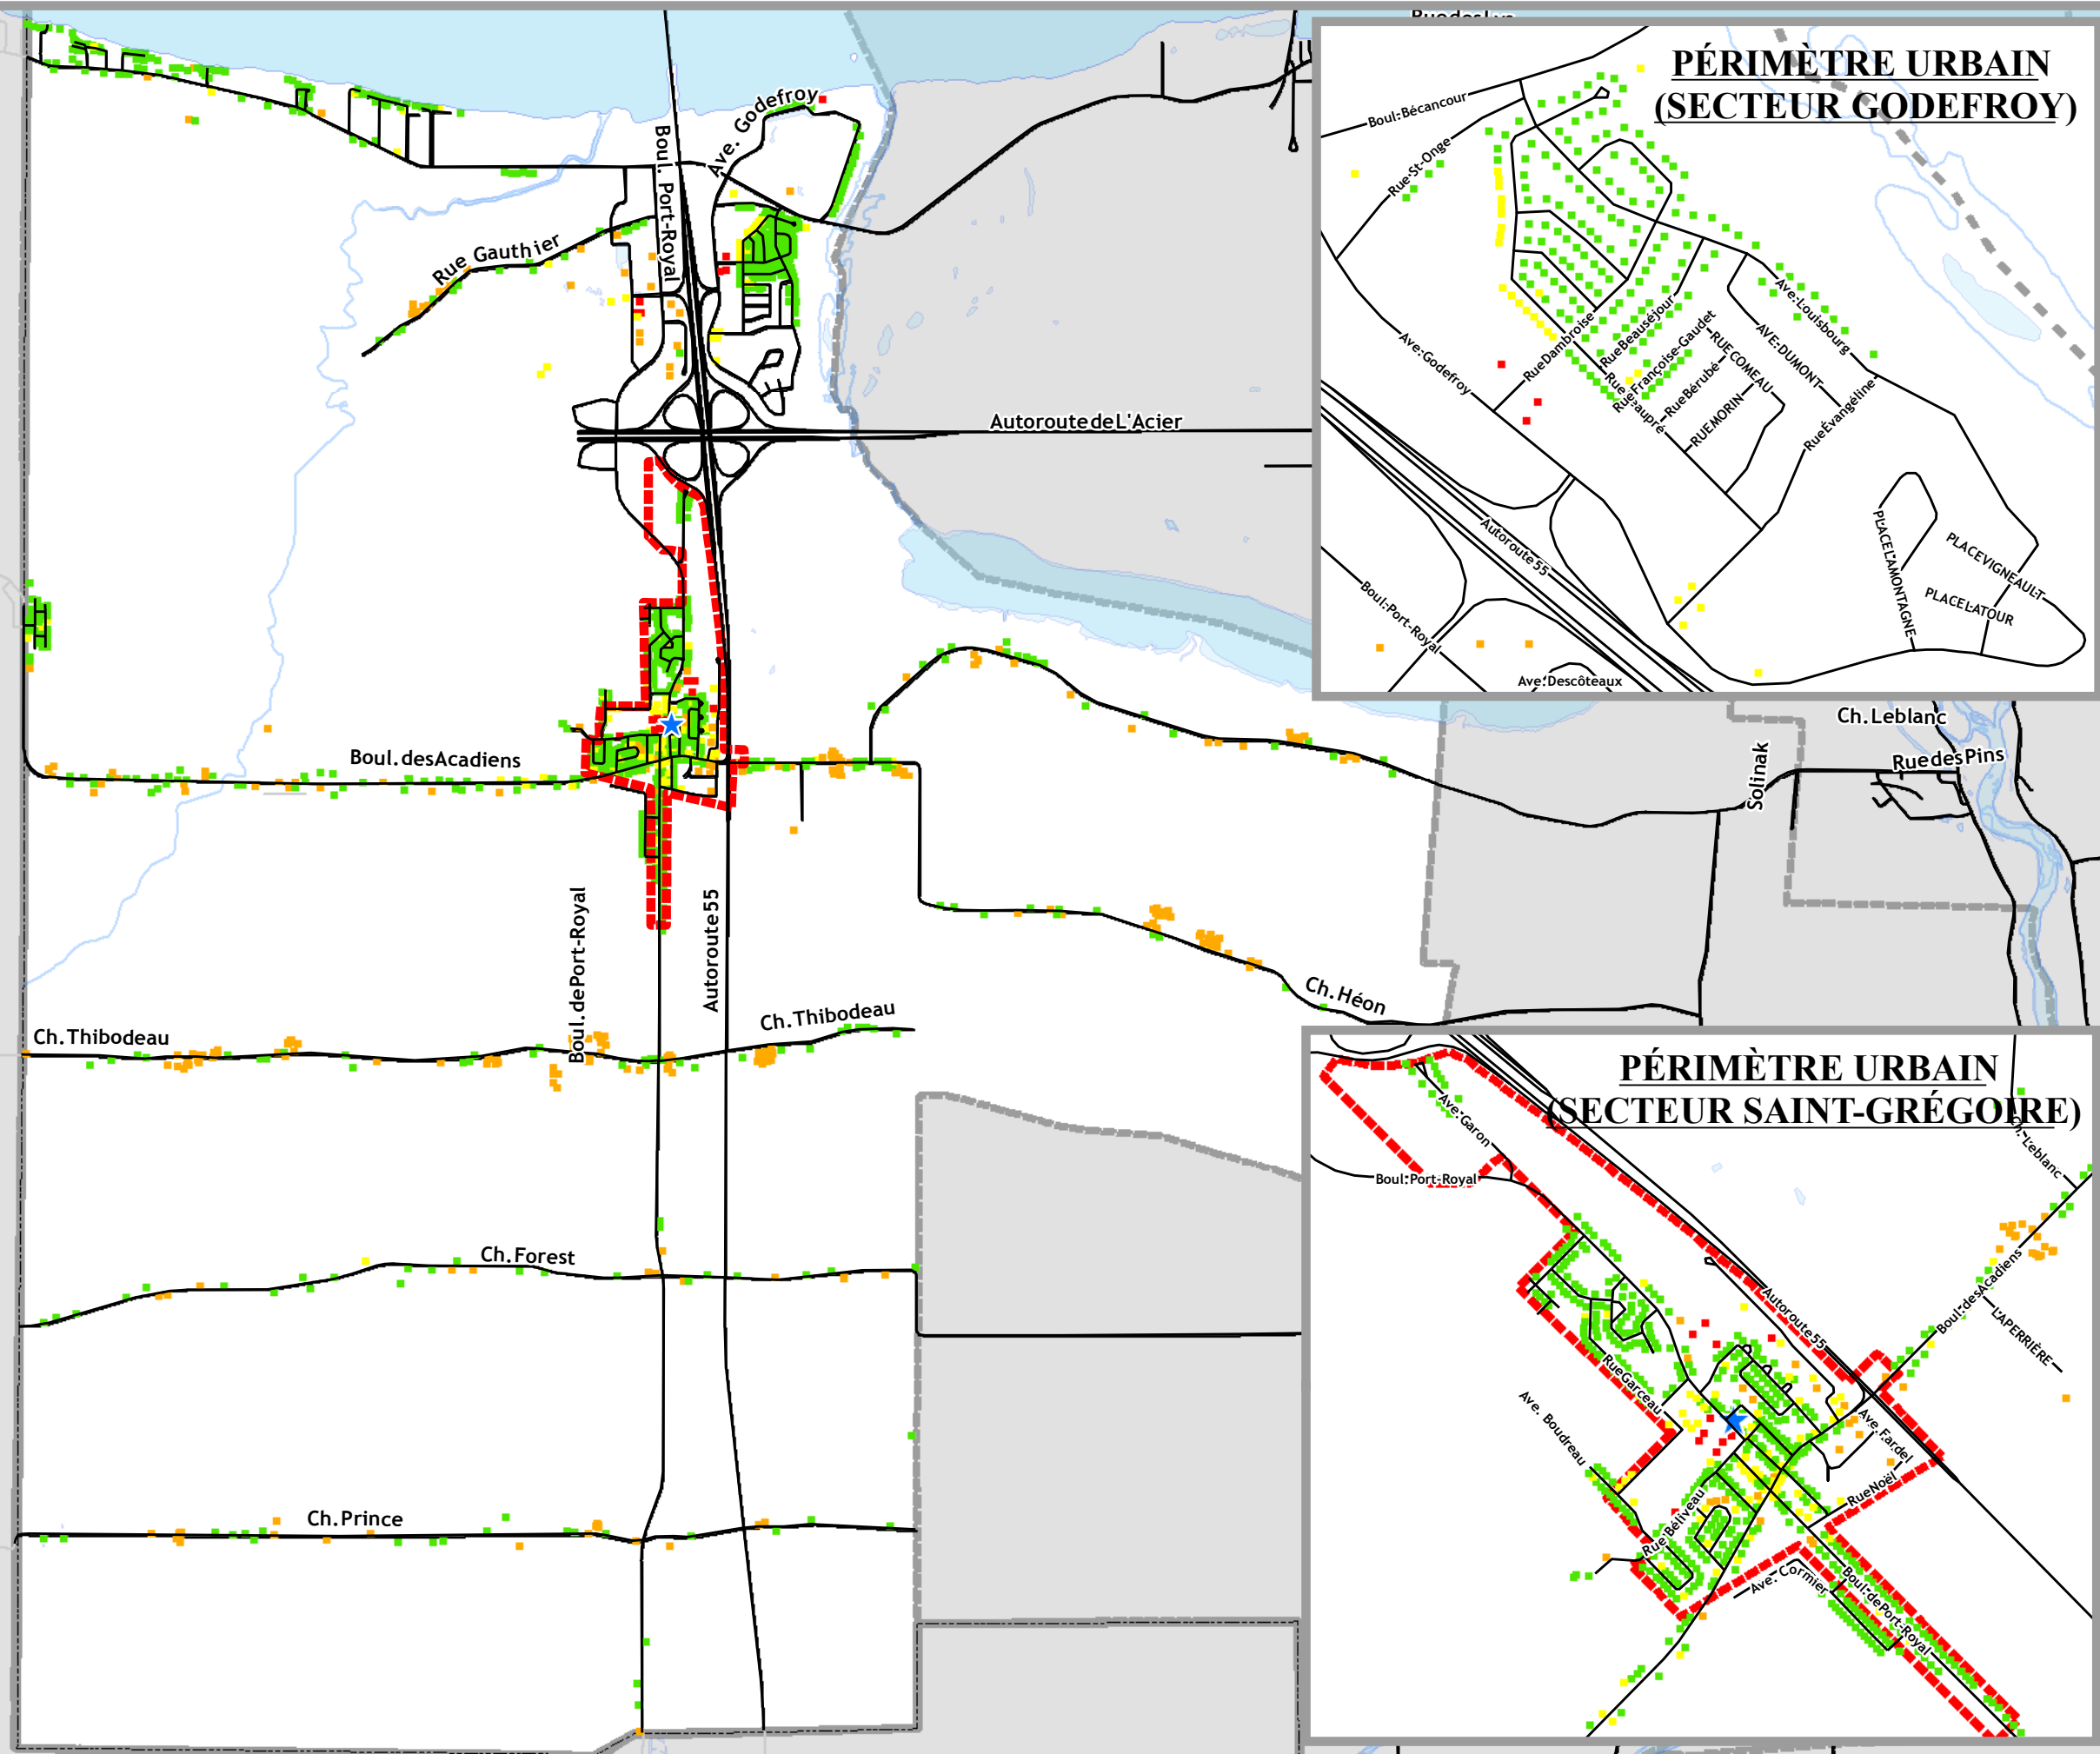 Ave. Godefroy
Boul. Port-Royal
Rue Gauthier
Autoroute de L'Acier
Boul. des Acadiens
Boul. de Port-Royal
Autoroute 55
Ch. Thibodeau
Ch. Thibodeau
Ch. Héon
Ch. Forest
Ch. Prince
Ch. Leblanc
Rue des Pins
Solinak
PÉRIMÈTRE URBAIN
(SECTEUR GODEFROY)
Boul. Bécancour
Rue St-Onge
Ave. Godefroy
Rue Dambroise
Rue Beauséjour
Rue Françoise-Gaudet
Rue Beaupré
Rue Bérubé
RUE COMEAU
RUE MORIN
AVE. DUMONT
Ave. Louisbourg
Rue Évangéline
Autoroute 55
Boul. Port-Royal
Ave. Descôteaux
PLACE LAMONTAGNE
PLACE VIGNEAULT
PLACE LATOUR
PÉRIMÈTRE URBAIN
(SECTEUR SAINT-GRÉGOIRE)
Ch. Leblanc
Ave. Garon
Boul. Port-Royal
Autoroute 55
Boul. des Acadiens
LAPERRIÈRE
Rue Garceau
Ave. Boudreau
Ave. Fardel
Rue Noël
Rue Béliveau
Ave. Cormier
Boul. de Port-Royal